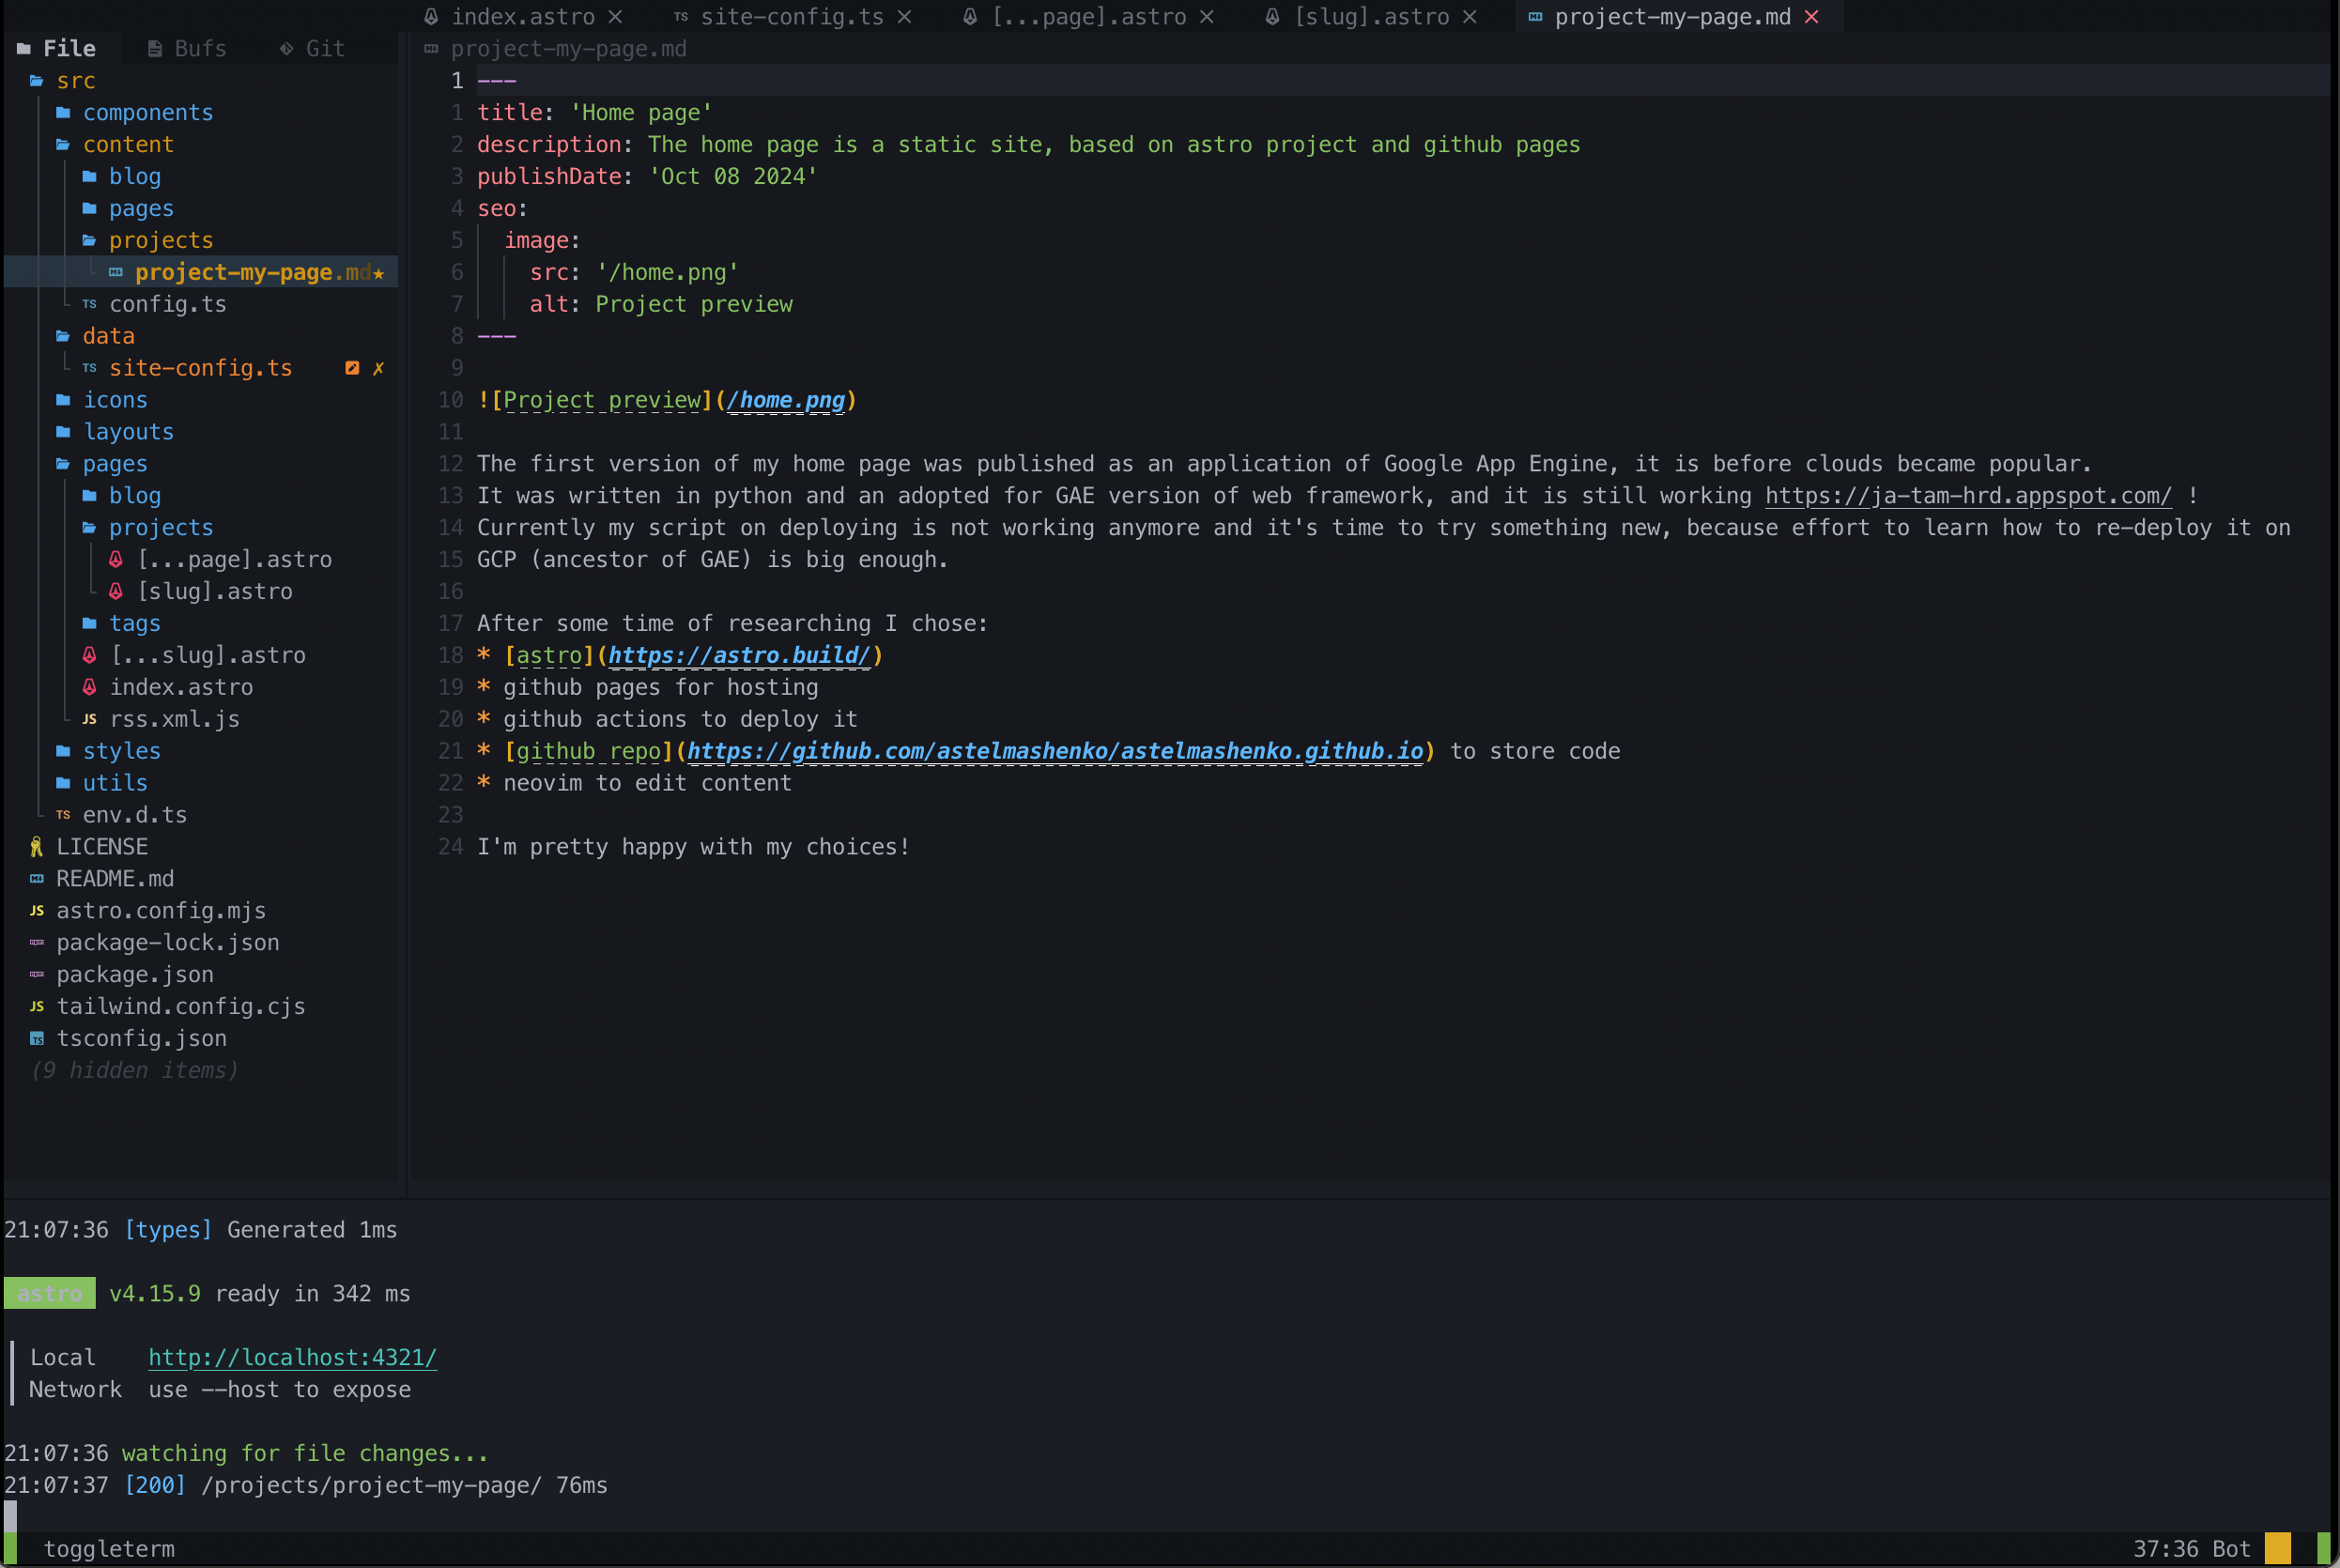 index.astro ✕ TS site-config.ts ✕ [...page].astro ✕ [slug].astro ✕ project-my-page.md ✕
File Bufs Git
project-my-page.md
src
components
content
blog
pages
projects
project-my-page.md★
TS config.ts
data
TS site-config.ts ✗
icons
layouts
pages
blog
projects
[...page].astro
[slug].astro
tags
[...slug].astro
index.astro
JS rss.xml.js
styles
utils
TS env.d.ts
LICENSE
README.md
JS astro.config.mjs
package-lock.json
package.json
JS tailwind.config.cjs
TS tsconfig.json
(9 hidden items)
1 ---
1 title: 'Home page'
2 description: The home page is a static site, based on astro project and github pages
3 publishDate: 'Oct 08 2024'
4 seo:
5 image:
6 src: '/home.png'
7 alt: Project preview
8 ---
9
10 ![Project preview](/home.png)
11
12 The first version of my home page was published as an application of Google App Engine, it is before clouds became popular.
13 It was written in python and an adopted for GAE version of web framework, and it is still working https://ja-tam-hrd.appspot.com/ !
14 Currently my script on deploying is not working anymore and it's time to try something new, because effort to learn how to re-deploy it on
15 GCP (ancestor of GAE) is big enough.
16
17 After some time of researching I chose:
18 * [astro](https://astro.build/)
19 * github pages for hosting
20 * github actions to deploy it
21 * [github repo](https://github.com/astelmashenko/astelmashenko.github.io) to store code
22 * neovim to edit content
23
24 I'm pretty happy with my choices!
21:07:36 [types] Generated 1ms
astro v4.15.9 ready in 342 ms
Local http://localhost:4321/
Network use --host to expose
21:07:36 watching for file changes...
21:07:37 [200] /projects/project-my-page/ 76ms
toggleterm 37:36 Bot